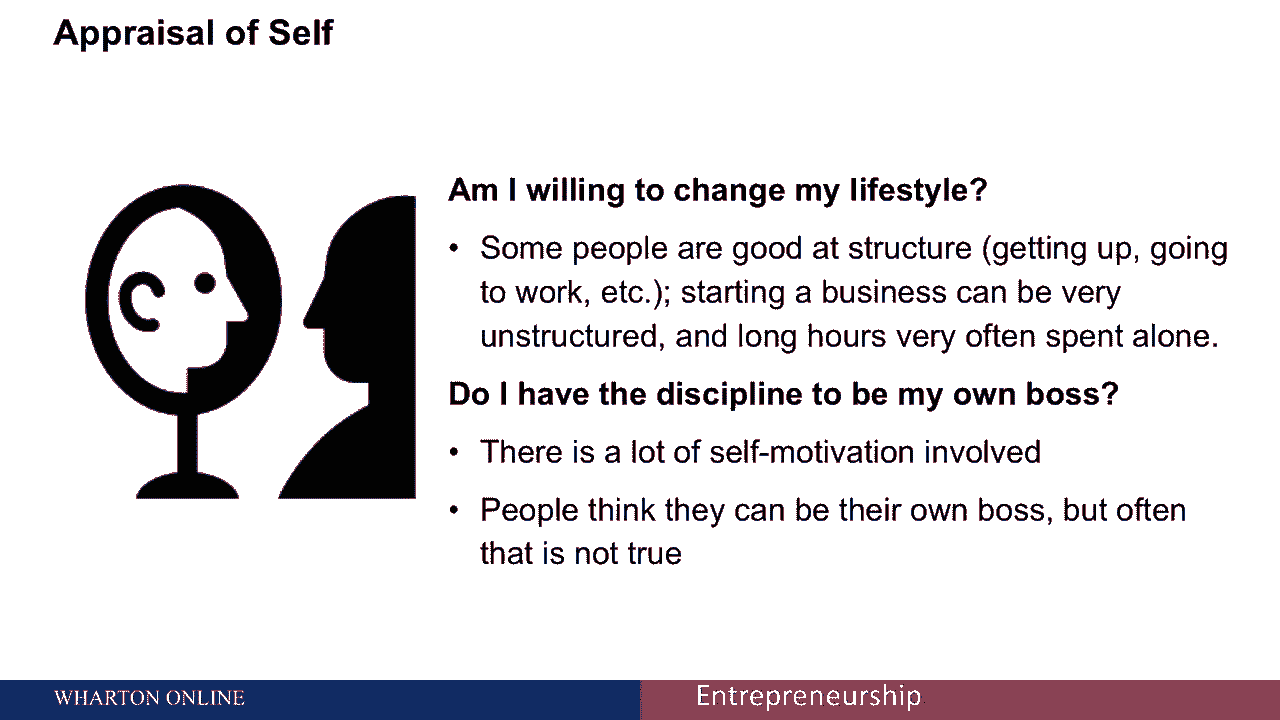 Appraisal of Self
Am I willing to change my lifestyle?
• Some people are good at structure (getting up, going
to work, etc.); starting a business can be very
unstructured, and long hours very often spent alone.
Do I have the discipline to be my own boss?
• There is a lot of self-motivation involved
• People think they can be their own boss, but often
that is not true
WHARTON ONLINE
Entrepreneurship